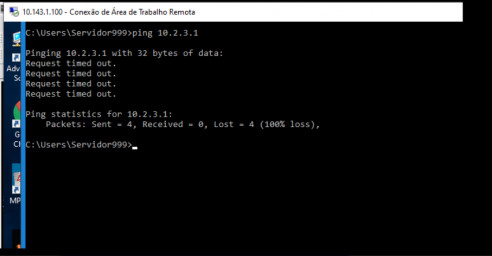 10.143.1.100 - Conexão de Área de Trabalho Remota
C:\Users\Servidor999>ping 10.2.3.1
Pinging 10.2.3.1 with 32 bytes of data:
Request timed out.
Request timed out.
Request timed out.
Request timed out.
Ping statistics for 10.2.3.1:
Packets: Sent = 4, Received = 0, Lost = 4 (100% loss),
C:\Users\Servidor999>
Adv
Sc
G
Ch
MP